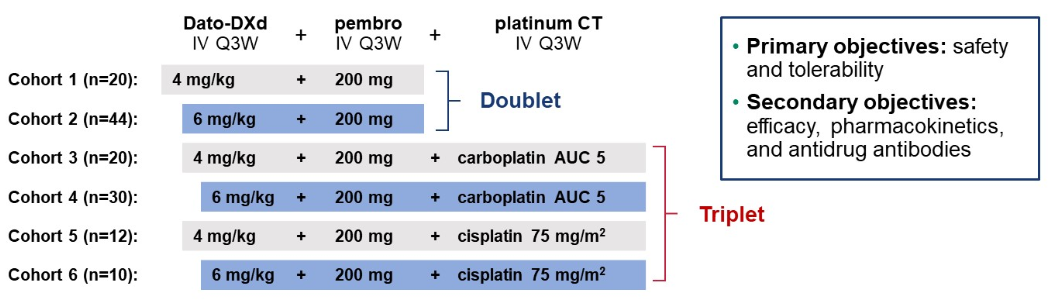 Dato-DXd + pembro + platinum CT
IV Q3W IV Q3W IV Q3W
Cohort 1 (n=20): 4 mg/kg + 200 mg
Cohort 2 (n=44): 6 mg/kg + 200 mg
Doublet
Cohort 3 (n=20): 4 mg/kg + 200 mg + carboplatin AUC 5
Cohort 4 (n=30): 6 mg/kg + 200 mg + carboplatin AUC 5
Cohort 5 (n=12): 4 mg/kg + 200 mg + cisplatin 75 mg/m²
Cohort 6 (n=10): 6 mg/kg + 200 mg + cisplatin 75 mg/m²
Triplet
• Primary objectives: safety
and tolerability
• Secondary objectives:
efficacy, pharmacokinetics,
and antidrug antibodies